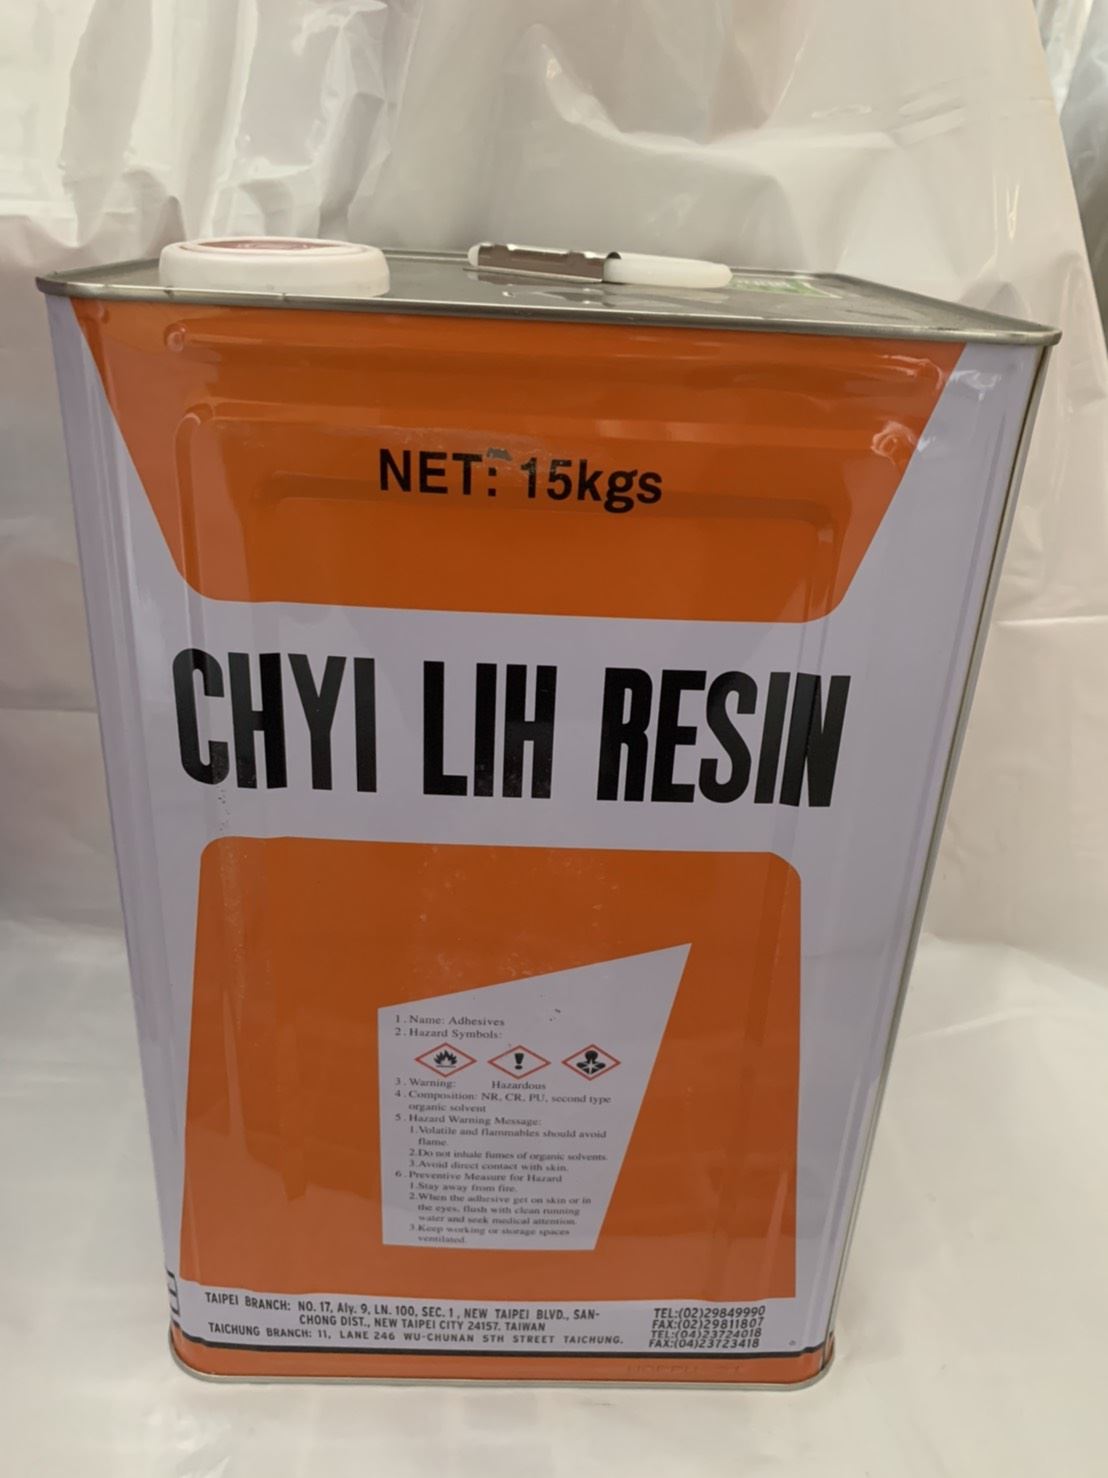 NET: 15kgs
CHYI LIH RESIN
1. Name: Adhesives
2. Hazard Symbols:
3. Warning: Hazardous
4. Composition: NR, CR, PU, second type
organic solvent
5. Hazard Warning Message:
1.Volatile and flammables should avoid
flame.
2.Do not inhale fumes of organic solvents.
3.Avoid direct contact with skin.
6. Preventive Measure for Hazard
1.Stay away from fire.
2.When the adhesive get on skin or in
the eyes, flush with clean running
water and seek medical attention.
3.Keep working or storage spaces
ventilated.
TAIPEI BRANCH: NO. 17, Aly. 9, LN. 100, SEC. 1, NEW TAIPEI BLVD., SAN-
CHONG DIST., NEW TAIPEI CITY 24157. TAIWAN
TAICHUNG BRANCH: 11, LANE 246 WU-CHUNAN 5TH STREET TAICHUNG.
TEL:(02)29849990
FAX:(02)29811807
TEL:(04)23724018
FAX:(04)23723418